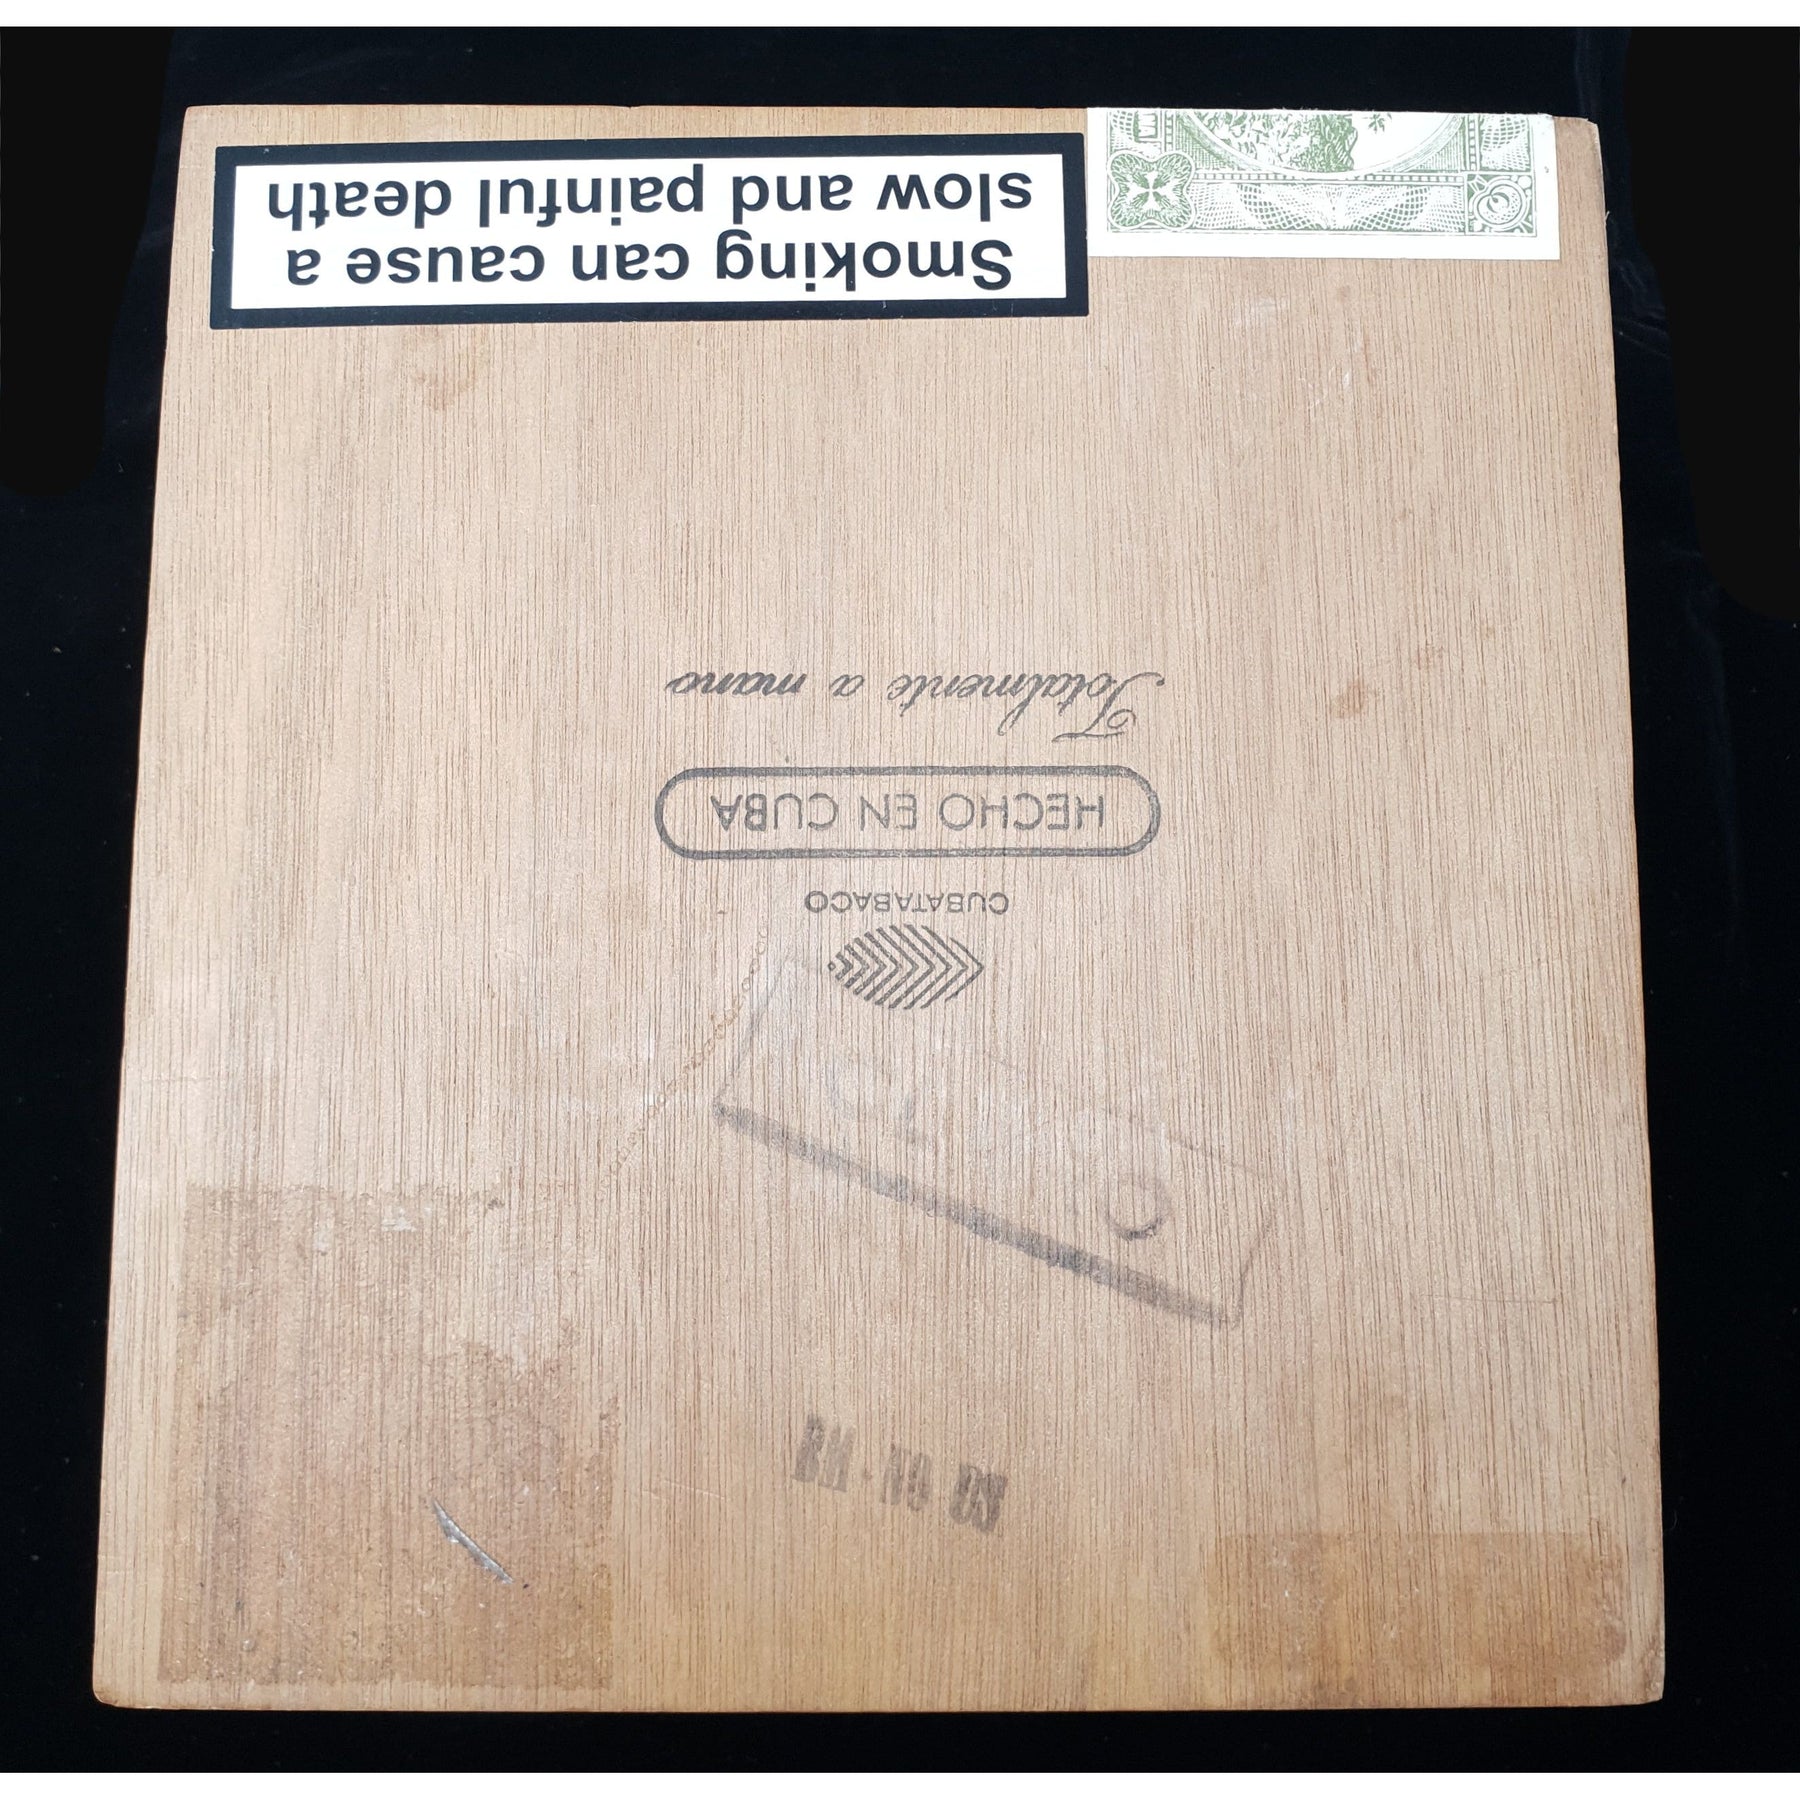 Smoking can cause a
slow and painful death
CUBATABACO
HECHO EN CUBA
Totalmente a mano